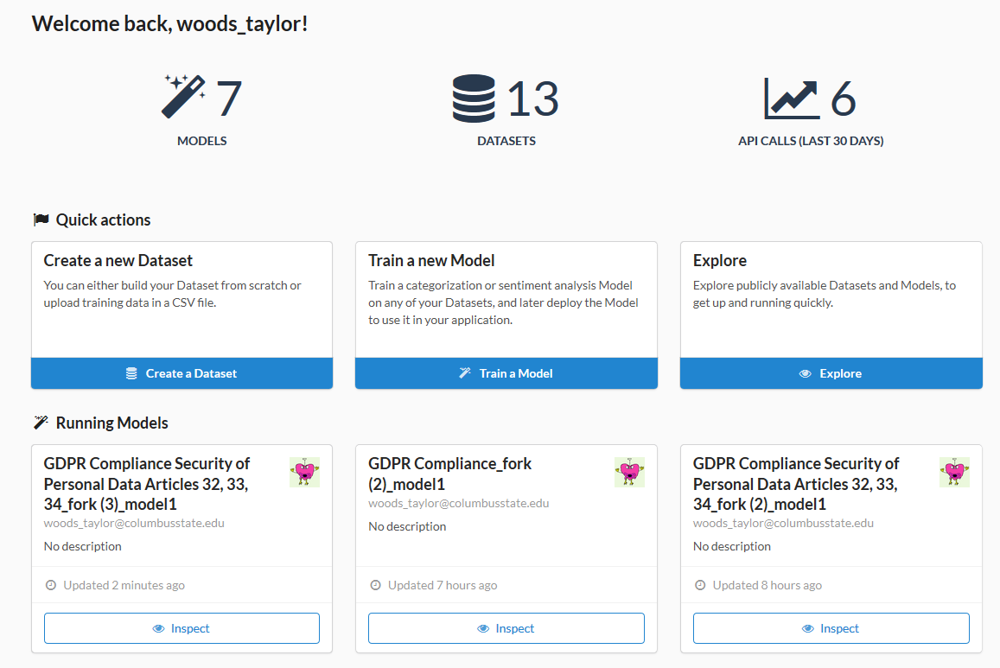 Welcome back, woods_taylor!
7
MODELS
13
DATASETS
6
API CALLS (LAST 30 DAYS)
Quick actions
Create a new Dataset
You can either build your Dataset from scratch or
upload training data in a CSV file.
Create a Dataset
Train a new Model
Train a categorization or sentiment analysis Model
on any of your Datasets, and later deploy the Model
to use it in your application.
Train a Model
Explore
Explore publicly available Datasets and Models, to
get up and running quickly.
Explore
Running Models
GDPR Compliance Security of
Personal Data Articles 32, 33,
34_fork (3)_model1
woods_taylor@columbusstate.edu
No description
Updated 2 minutes ago
Inspect
GDPR Compliance_fork
(2)_model1
woods_taylor@columbusstate.edu
No description
Updated 7 hours ago
Inspect
GDPR Compliance Security of
Personal Data Articles 32, 33,
34_fork (2)_model1
woods_taylor@columbusstate.edu
No description
Updated 8 hours ago
Inspect